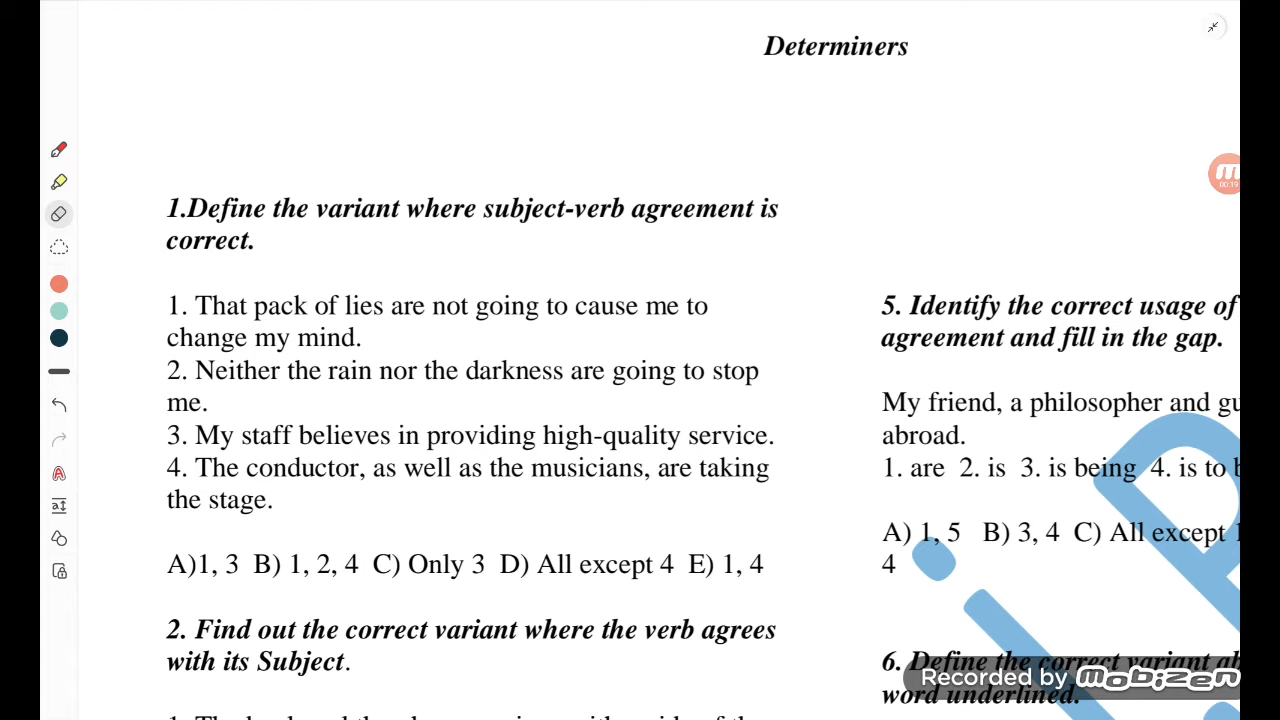 Determiners
1.Define the variant where subject-verb agreement is
correct.
1. That pack of lies are not going to cause me to
change my mind.
2. Neither the rain nor the darkness are going to stop
me.
3. My staff believes in providing high-quality service.
4. The conductor, as well as the musicians, are taking
the stage.
A)1, 3 B) 1, 2, 4 C) Only 3 D) All except 4 E) 1, 4
2. Find out the correct variant where the verb agrees
with its Subject.
5. Identify the correct usage of
agreement and fill in the gap.
My friend, a philosopher and
abroad.
1. are 2. is 3. is being 4. is to
A) 1, 5 B) 3, 4 C) All except
4
6. Define the correct variant
word underlined.
00:19
Recorded by Mobizen